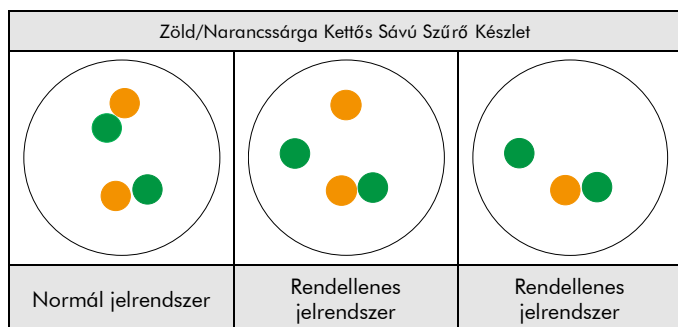 Zöld/Narancssárga Kettős Sávú Szűrő Készlet
Normál jelrendszer
Rendellenes
jelrendszer
Rendellenes
jelrendszer